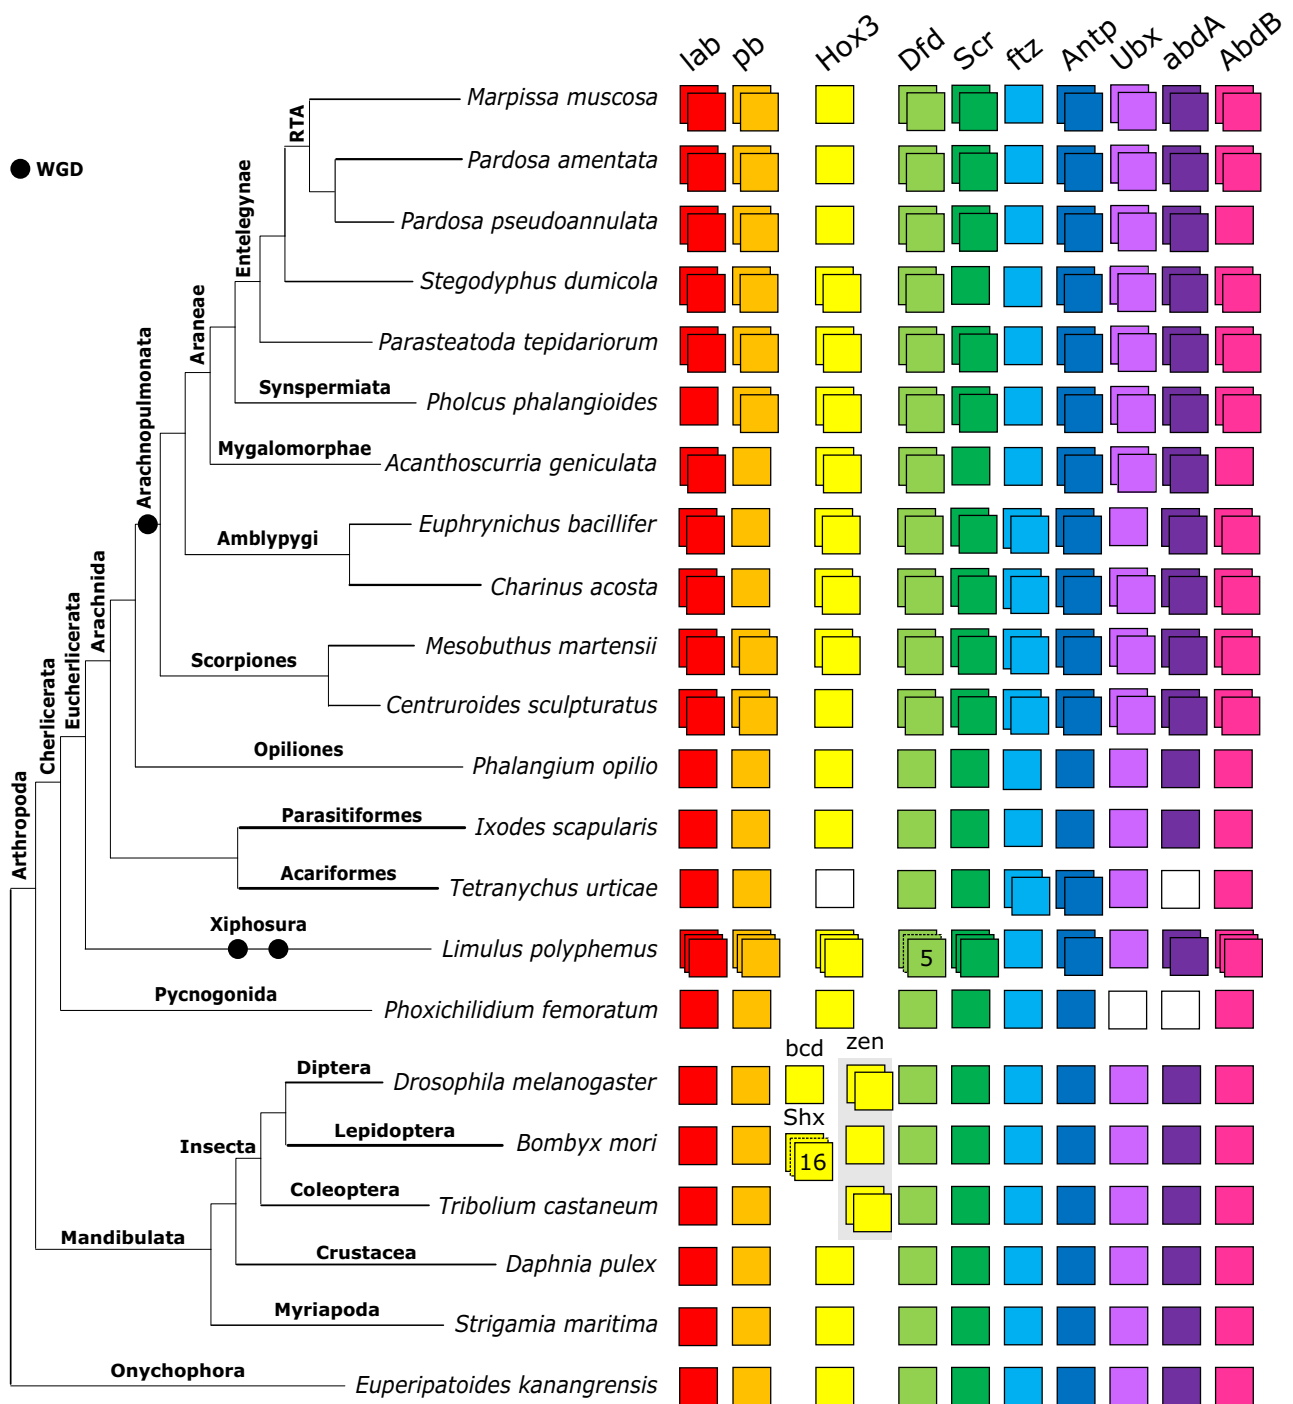 lab pb Hox3 Dfd Scr ftz Antp Ubx abdA AbdB
Marpissa muscosa
RTA
Pardosa amentata
WGD
Pardosa pseudoannulata
Entelegynae
Stegodyphus dumicola
Araneae
Parasteatoda tepidariorum
Synspermiata
Pholcus phalangioides
Arachnopulmonata
Mygalomorphae
Acanthoscurria geniculata
Euphrynichus bacillifer
Amblypygi
Charinus acosta
Arachnida
Mesobuthus martensii
Scorpiones
Eucherlicerata
Centruroides sculpturatus
Cherlicerata
Opiliones
Phalangium opilio
Parasitiformes
Ixodes scapularis
Arthropoda
Acariformes
Tetranychus urticae
Xiphosura
Limulus polyphemus
5
Pycnogonida
Phoxichilidium femoratum
bcd zen
Diptera
Drosophila melanogaster
Shx
Lepidoptera
Bombyx mori
16
Insecta
Coleoptera
Tribolium castaneum
Mandibulata
Crustacea
Daphnia pulex
Myriapoda
Strigamia maritima
Onychophora
Euperipatoides kanangrensis